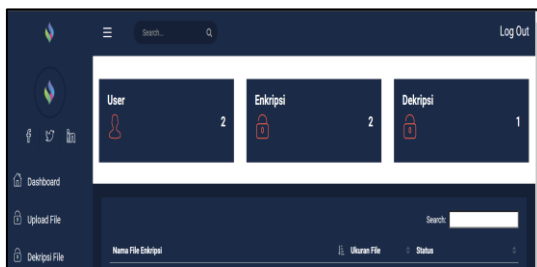 Search...
Log Out
User
2
Enkripsi
2
Dekripsi
1
Dashboard
Upload File
Dekripsi File
Search:
Nama File Enkripsi
Ukuran File
Status